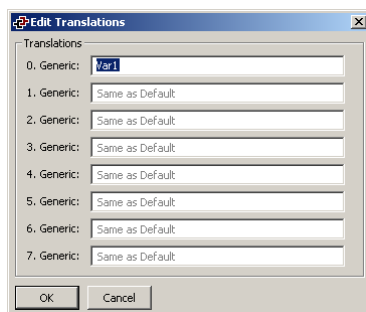 Edit Translations
Translations
0. Generic: Var1
1. Generic: Same as Default
2. Generic: Same as Default
3. Generic: Same as Default
4. Generic: Same as Default
5. Generic: Same as Default
6. Generic: Same as Default
7. Generic: Same as Default
OK Cancel